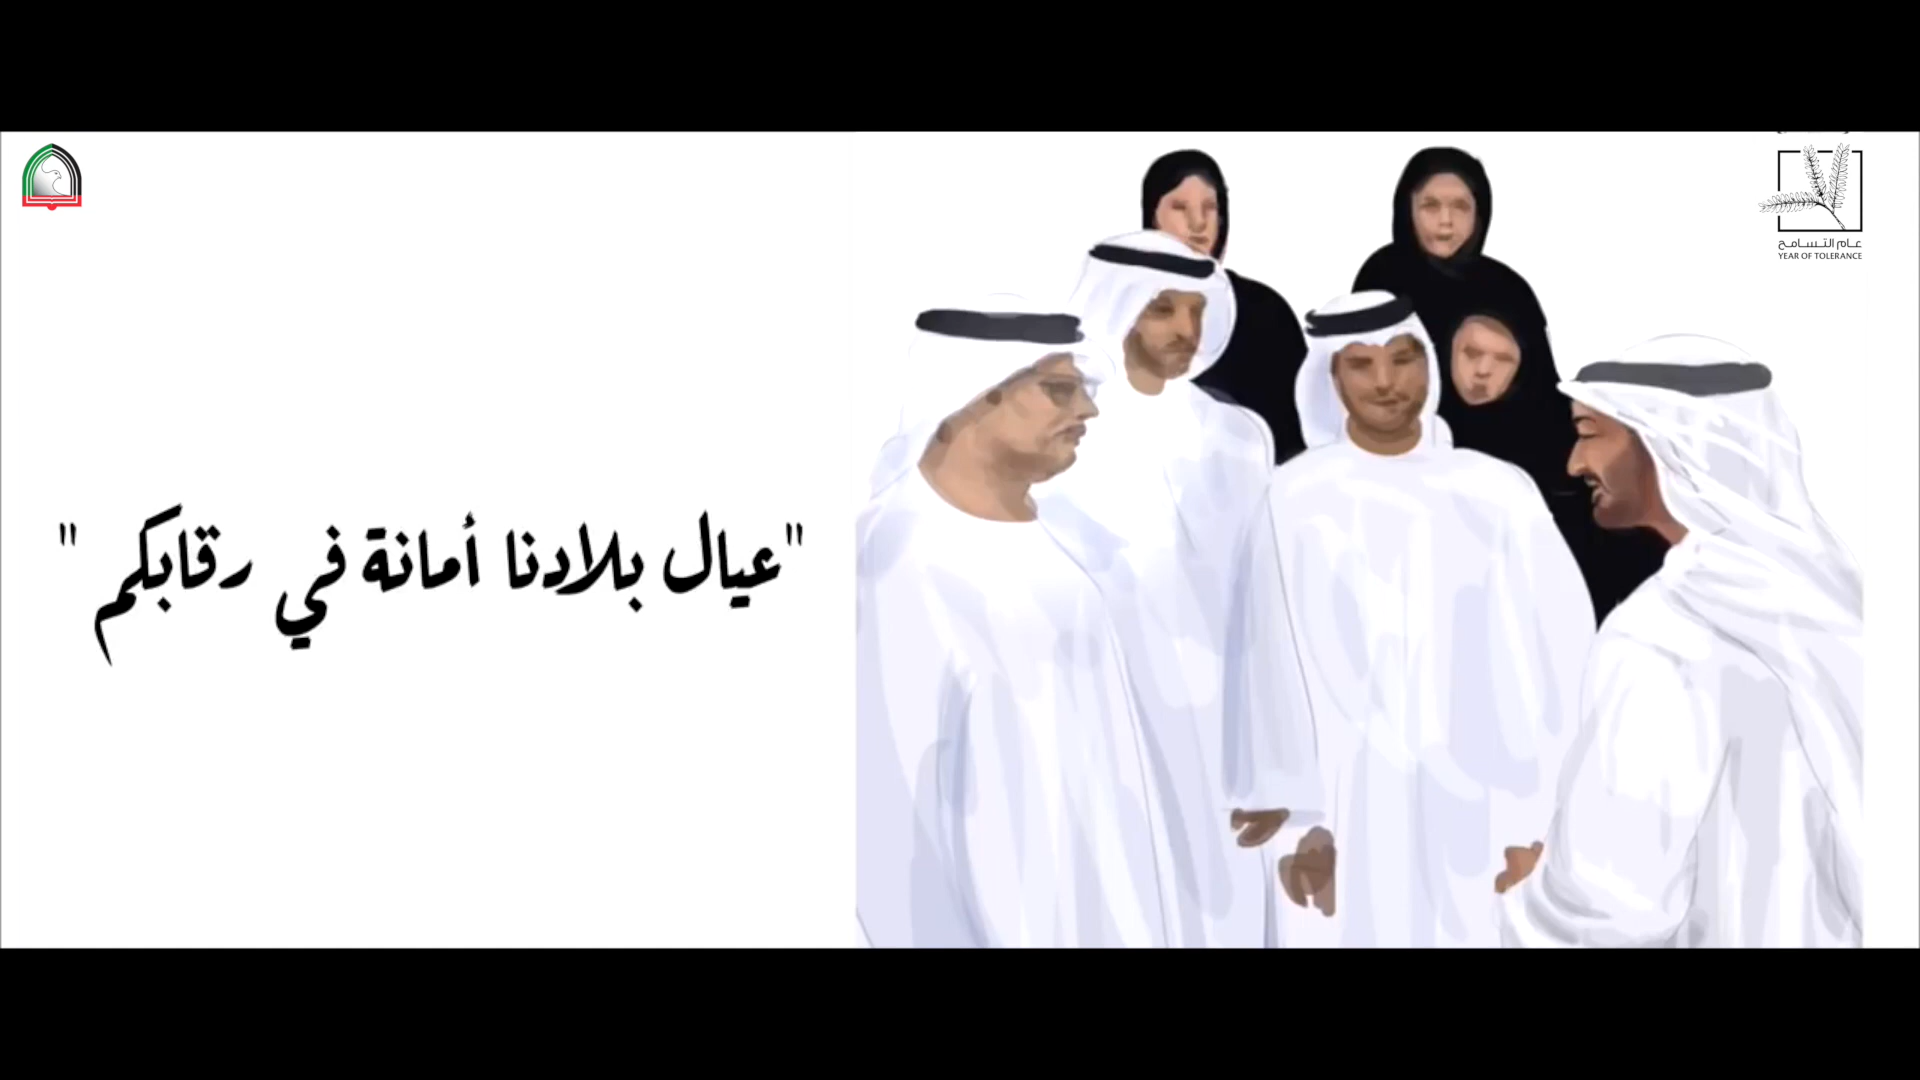 "عيال بلادنا أمانة في رقابكم"
عام التسامح
YEAR OF TOLERANCE